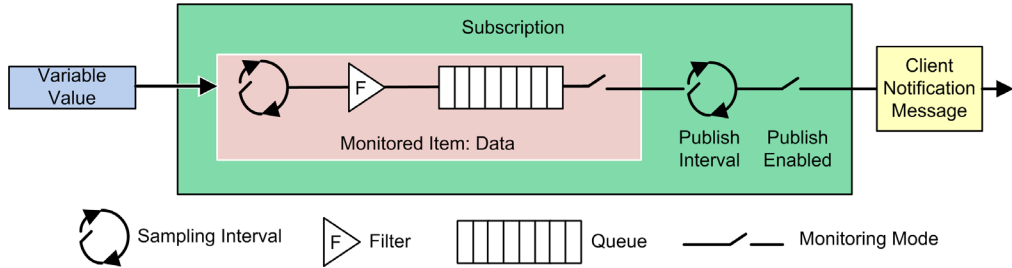 Subscription
Variable
Value
F
Client
Notification
Message
Monitored Item: Data
Publish
Interval
Publish
Enabled
Sampling Interval
F
Filter
Queue
Monitoring Mode